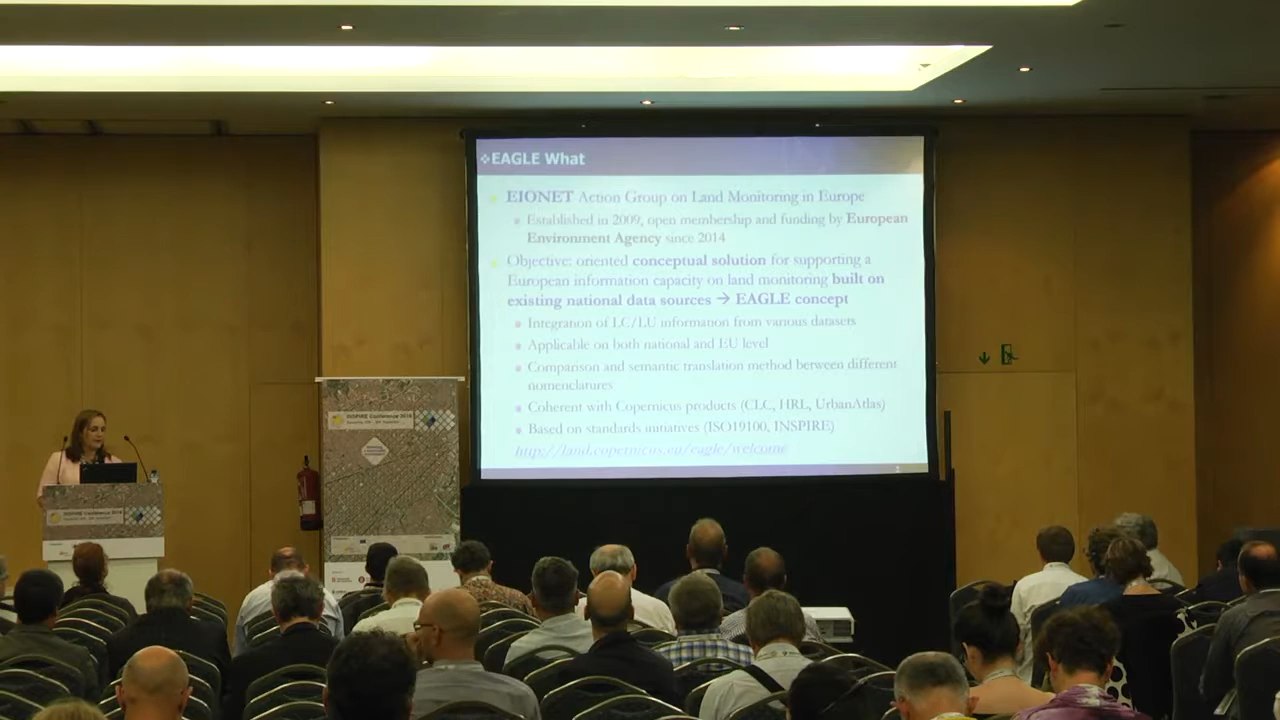 ❖EAGLE What
EIONET Action Group on Land Monitoring in Europe
Established in 2009, open membership and funding by European
Environment Agency since 2014
Objective: oriented conceptual solution for supporting a
European information capacity on land monitoring built on
existing national data sources → EAGLE concept
Integration of LC/LU information from various datasets
Applicable on both national and EU level
Comparison and semantic translation method between different
nomenclatures
Coherent with Copernicus products (CLC, HRL, UrbanAtlas)
Based on standards initiatives (ISO19100, INSPIRE)
http://land.copernicus.eu/eagle/welcome
INSPIRE Conference 2016
INSPIRE Conference 2016